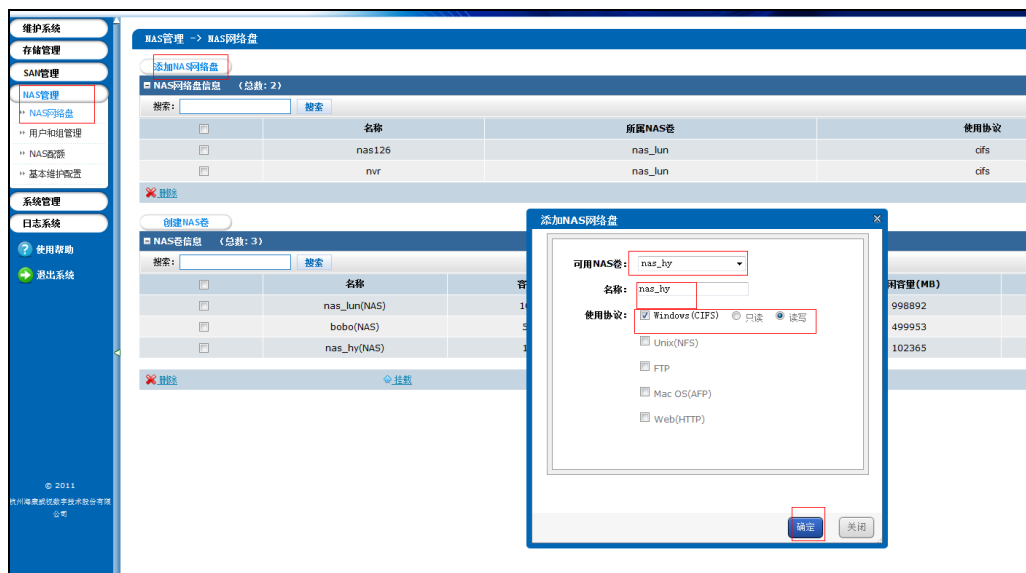 维护系统
存储管理
SAN管理
NAS管理
NAS网络盘
用户和组管理
NAS配额
基本维护配置
系统管理
日志系统
使用帮助
退出系统
© 2011
杭州海康威视数字技术股份有限
公司
NAS管理 -> NAS网络盘
添加NAS网络盘
NAS网络盘信息 (总数: 2)
搜索: 搜索
名称 所属NAS卷 使用协议
nas126 nas_lun cifs
nvr nas_lun cifs
删除
创建NAS卷
NAS卷信息 (总数: 3)
搜索: 搜索
名称 容 闲容量(MB)
nas_lun(NAS) 10 998892
bobo(NAS) 5 499953
nas_hy(NAS) 1 102365
删除 挂载
添加NAS网络盘
可用NAS卷: nas_hy
名称: nas_hy
使用协议: Windows(CIFS) 只读 读写
Unix(NFS)
FTP
Mac OS(AFP)
Web(HTTP)
确定 关闭